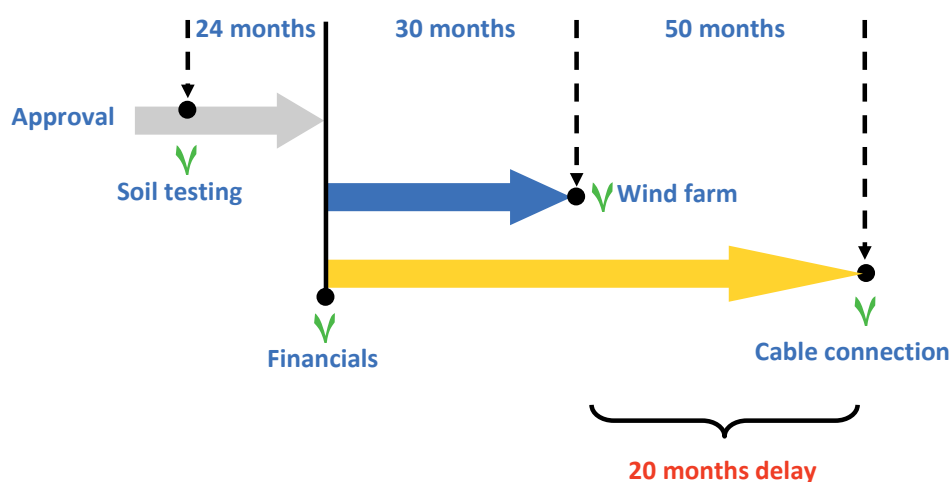 24 months
30 months
50 months
Approval
Soil testing
Wind farm
Financials
Cable connection
20 months delay